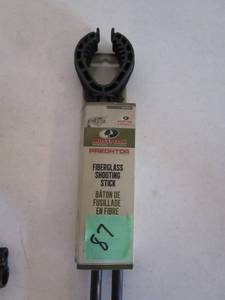 PREDATOR
FIBERGLASS
SHOOTING
STICK
BÂTON DE
FUSILLADE
EN FIBRE
87